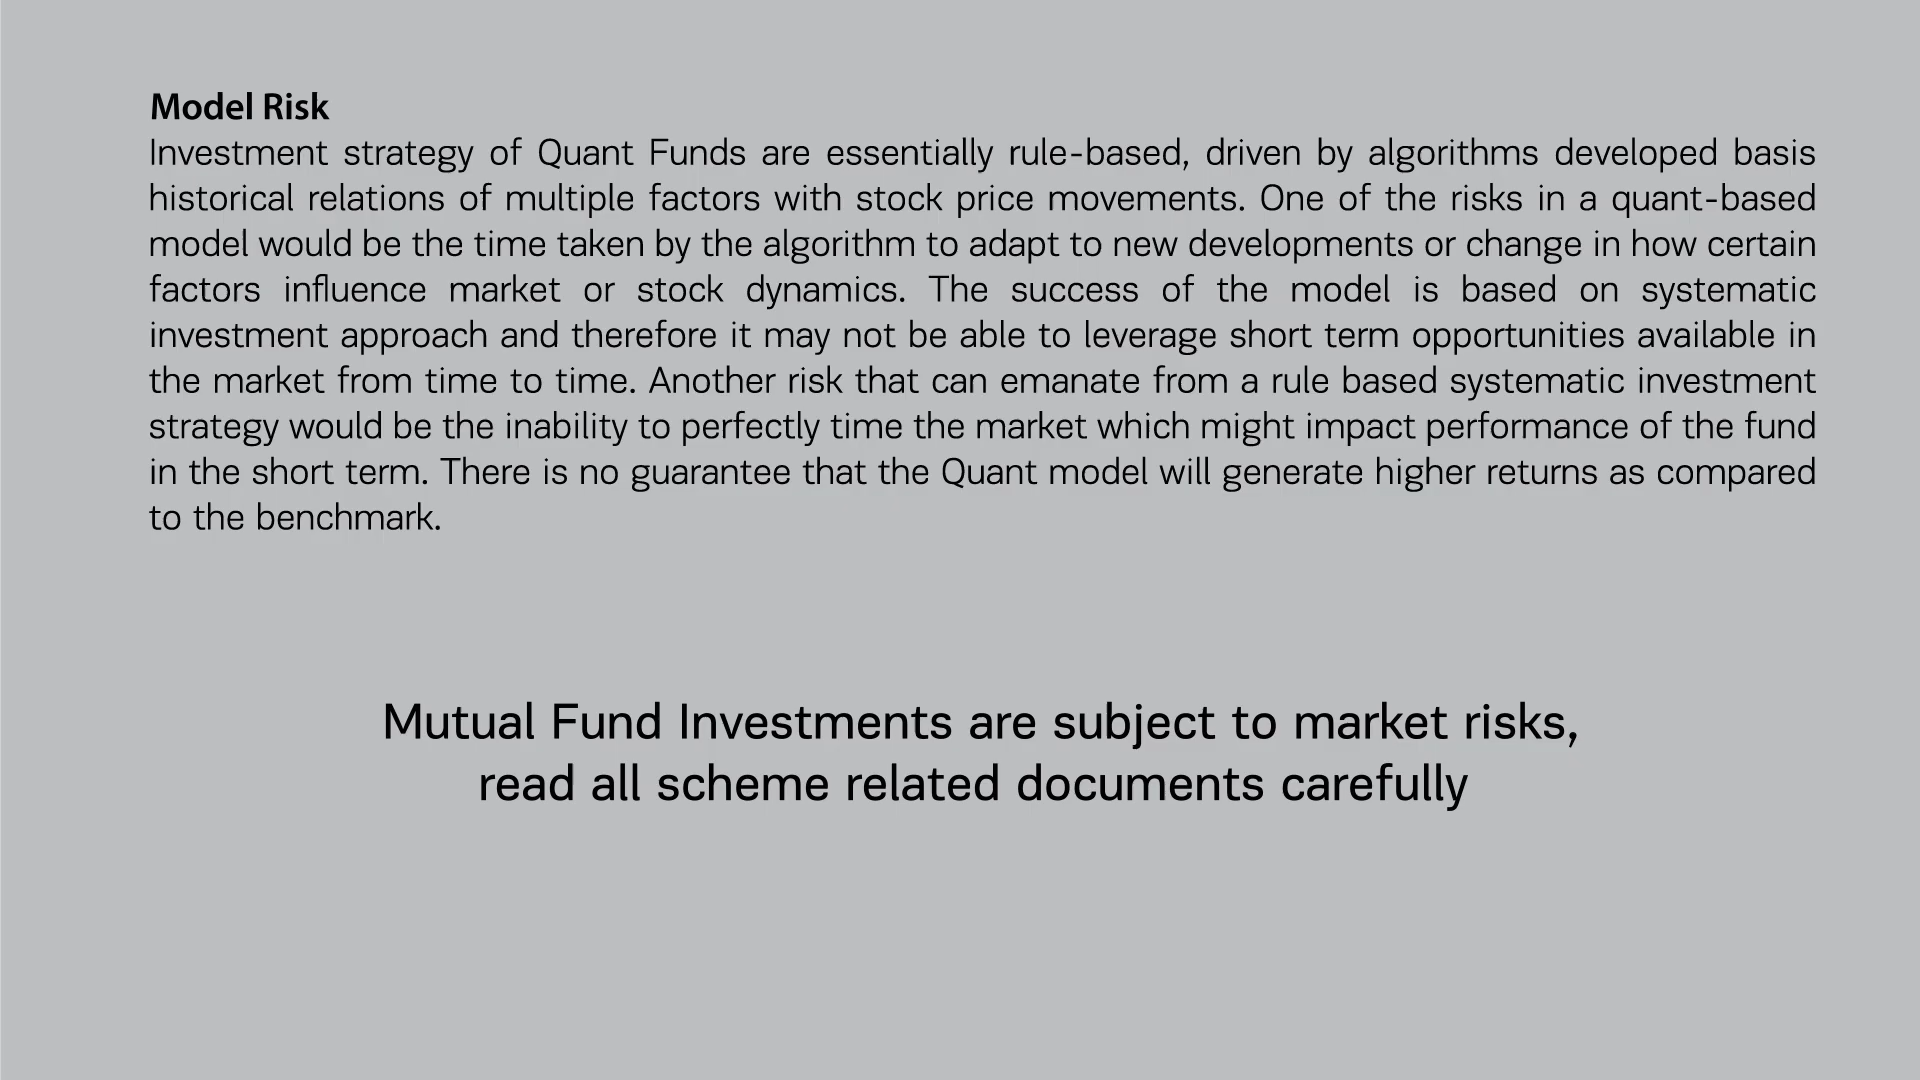 Model Risk
Investment strategy of Quant Funds are essentially rule-based, driven by algorithms developed basis
historical relations of multiple factors with stock price movements. One of the risks in a quant-based
model would be the time taken by the algorithm to adapt to new developments or change in how certain
factors influence market or stock dynamics. The success of the model is based on systematic
investment approach and therefore it may not be able to leverage short term opportunities available in
the market from time to time. Another risk that can emanate from a rule based systematic investment
strategy would be the inability to perfectly time the market which might impact performance of the fund
in the short term. There is no guarantee that the Quant model will generate higher returns as compared
to the benchmark.
Mutual Fund Investments are subject to market risks,
read all scheme related documents carefully